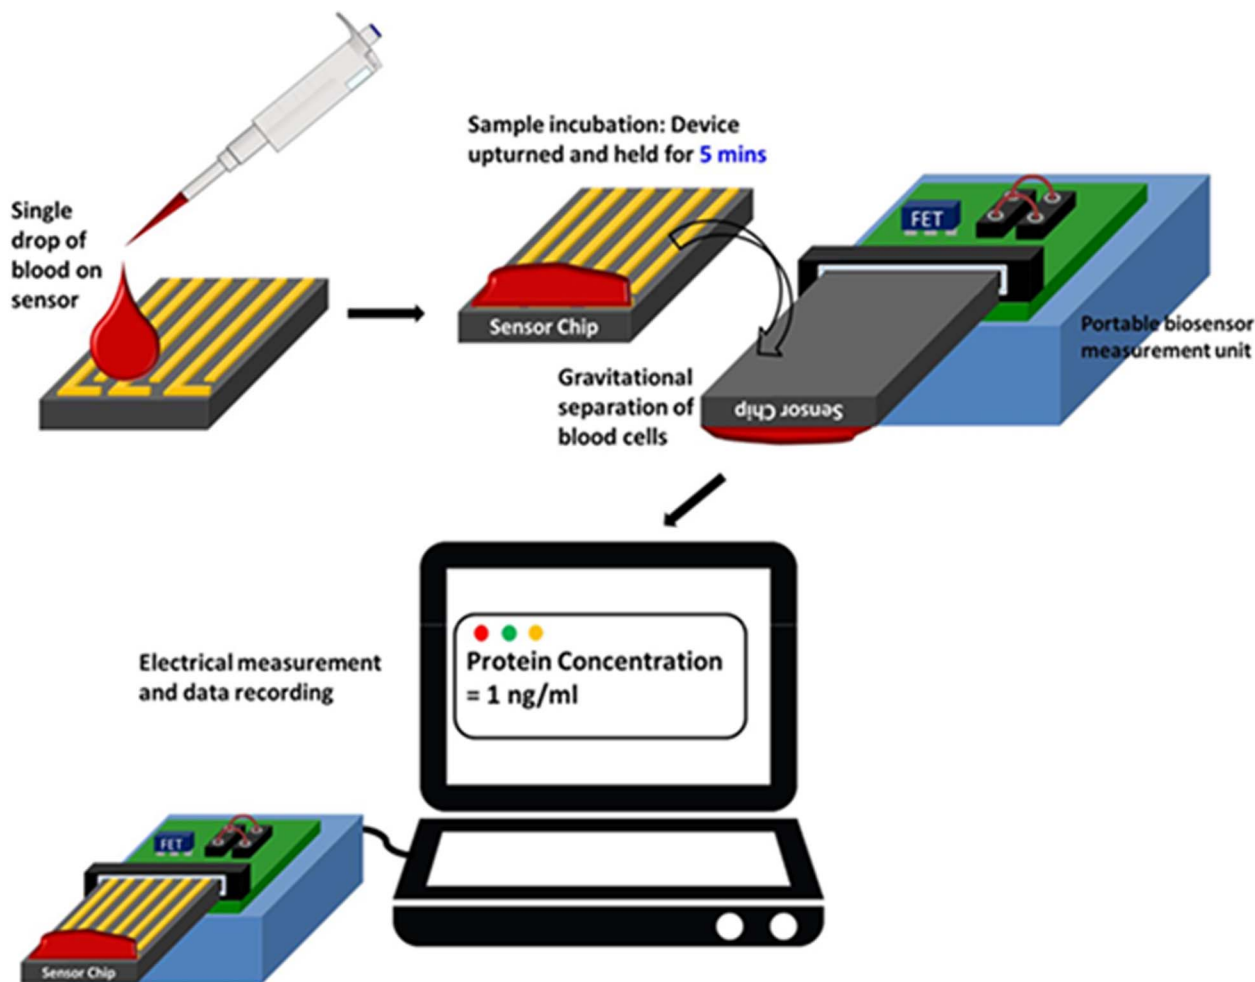 Single
drop of
blood on
sensor
Sample incubation: Device
upturned and held for 5 mins
Sensor Chip
Gravitational
separation of
blood cells
FET
Sensor Chip
Portable biosensor
measurement unit
Electrical measurement
and data recording
Protein Concentration
= 1 ng/ml
FET
Sensor Chip